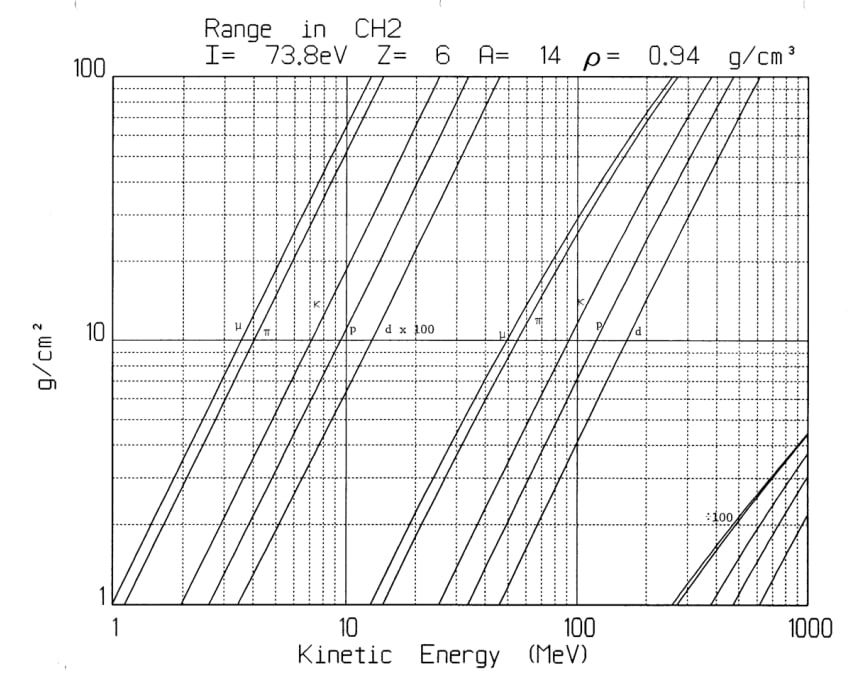 Range in CH2
I= 73.8eV Z= 6 A= 14 ρ= 0.94 g/cm³
100
10
1
g/cm²
μ π K p d x 100
μ π K p d
÷100
1 10 100 1000
Kinetic Energy (MeV)